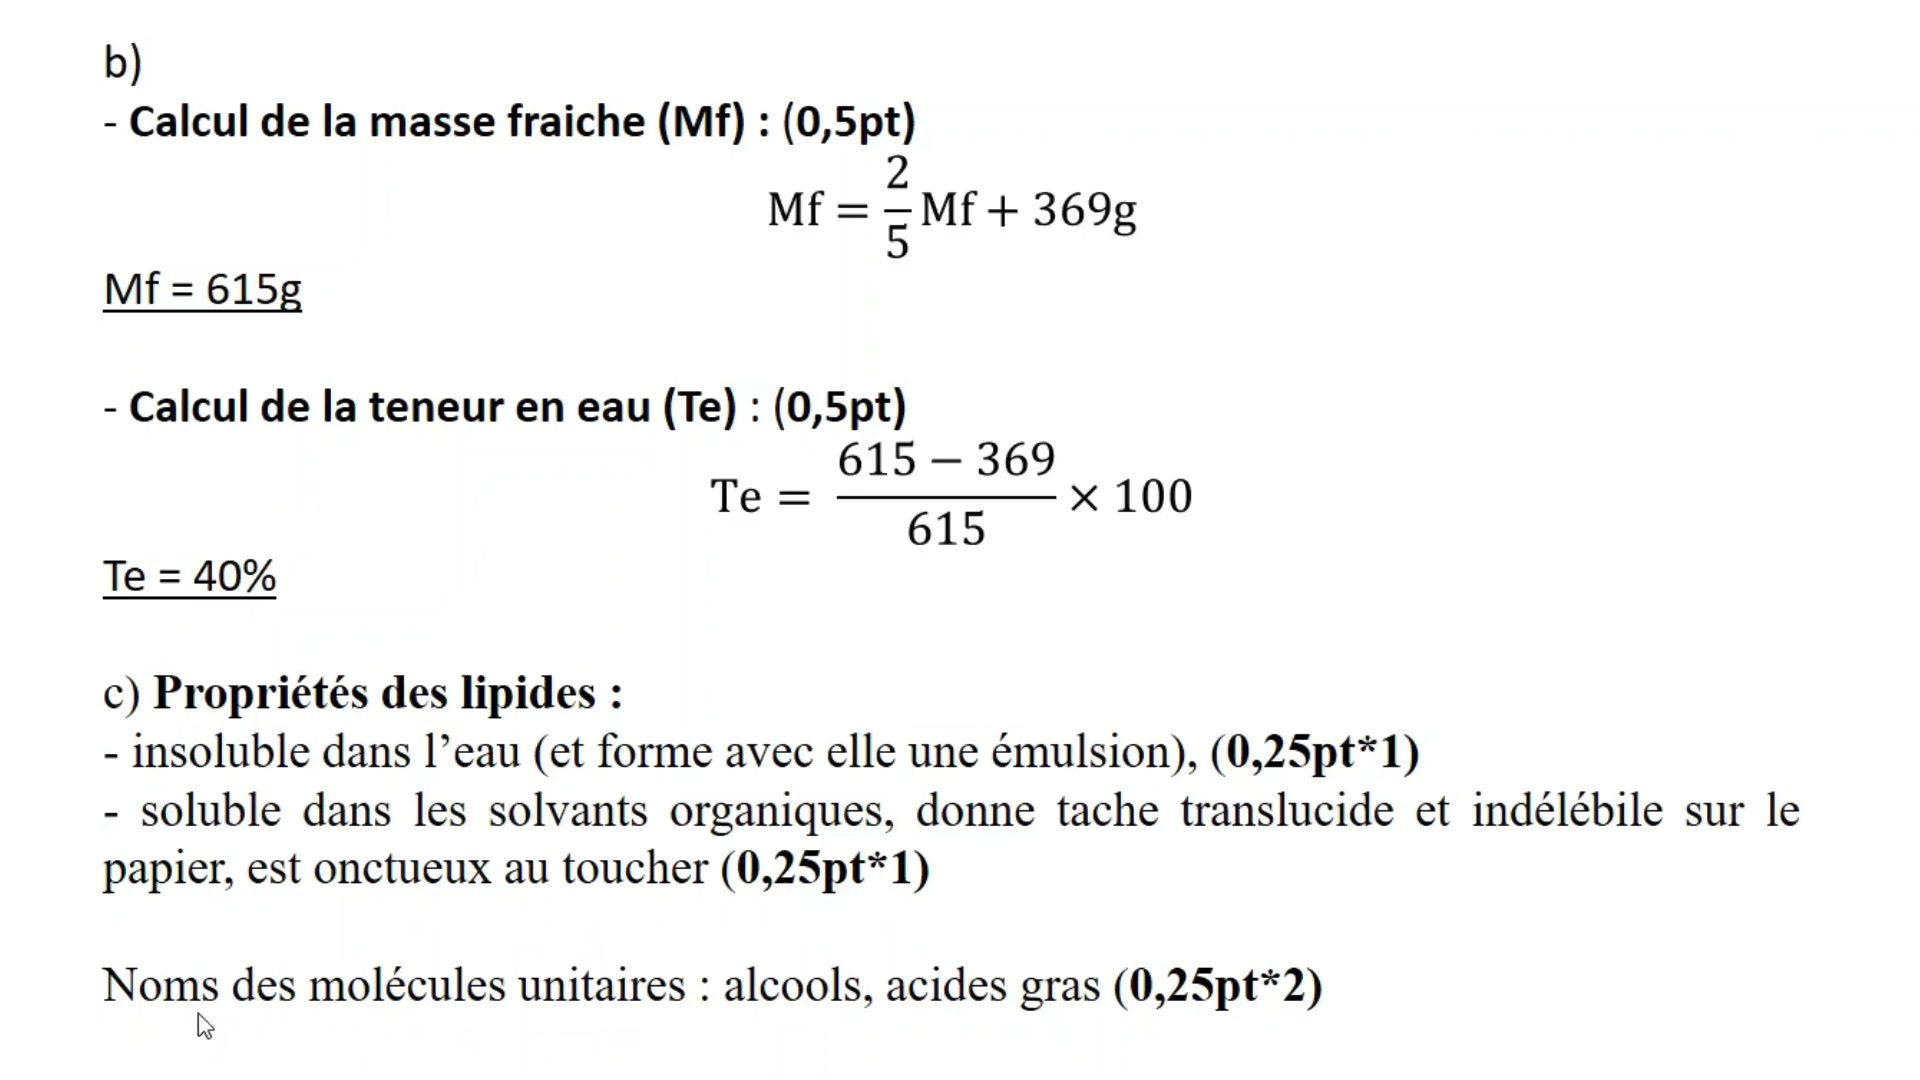 b)
- Calcul de la masse fraiche (Mf) : (0,5pt)
Mf = 2/5 Mf + 369g
Mf = 615g
- Calcul de la teneur en eau (Te) : (0,5pt)
Te = (615 − 369)/615 × 100
Te = 40%
c) Propriétés des lipides :
- insoluble dans l’eau (et forme avec elle une émulsion), (0,25pt*1)
- soluble dans les solvants organiques, donne tache translucide et indélébile sur le
papier, est onctueux au toucher (0,25pt*1)
Noms des molécules unitaires : alcools, acides gras (0,25pt*2)